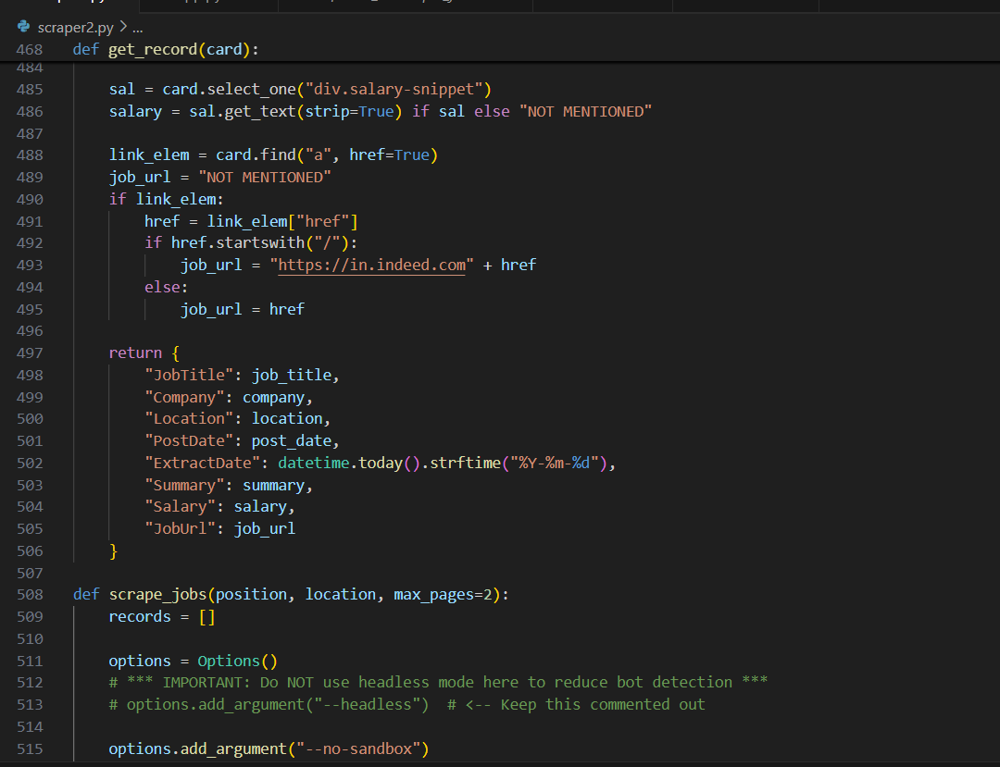 scraper2.py > ...
468 def get_record(card):
484
485 sal = card.select_one("div.salary-snippet")
486 salary = sal.get_text(strip=True) if sal else "NOT MENTIONED"
487
488 link_elem = card.find("a", href=True)
489 job_url = "NOT MENTIONED"
490 if link_elem:
491 href = link_elem["href"]
492 if href.startswith("/"):
493 job_url = "https://in.indeed.com" + href
494 else:
495 job_url = href
496
497 return {
498 "JobTitle": job_title,
499 "Company": company,
500 "Location": location,
501 "PostDate": post_date,
502 "ExtractDate": datetime.today().strftime("%Y-%m-%d"),
503 "Summary": summary,
504 "Salary": salary,
505 "JobUrl": job_url
506 }
507
508 def scrape_jobs(position, location, max_pages=2):
509 records = []
510
511 options = Options()
512 # *** IMPORTANT: Do NOT use headless mode here to reduce bot detection ***
513 # options.add_argument("--headless")  # <-- Keep this commented out
514
515 options.add_argument("--no-sandbox")